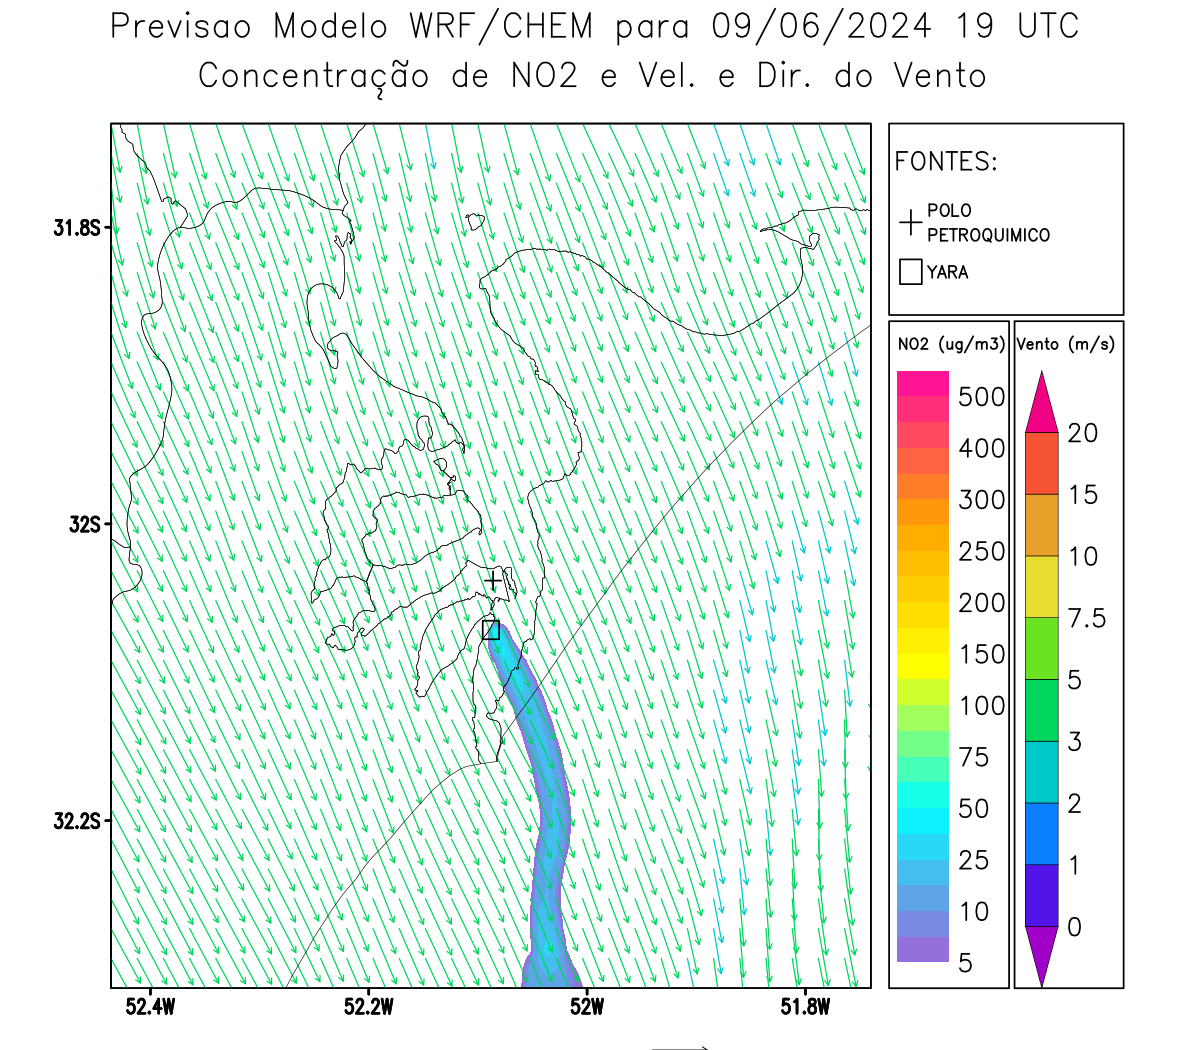 Previsao Modelo WRF/CHEM para 09/06/2024 19 UTC
Concentração de NO2 e Vel. e Dir. do Vento
FONTES:
POLO
PETROQUIMICO
YARA
31.8S
32S
32.2S
52.4W
52.2W
52W
51.8W
NO2 (ug/m3)
500
400
300
250
200
150
100
75
50
25
10
5
Vento (m/s)
20
15
10
7.5
5
3
2
1
0